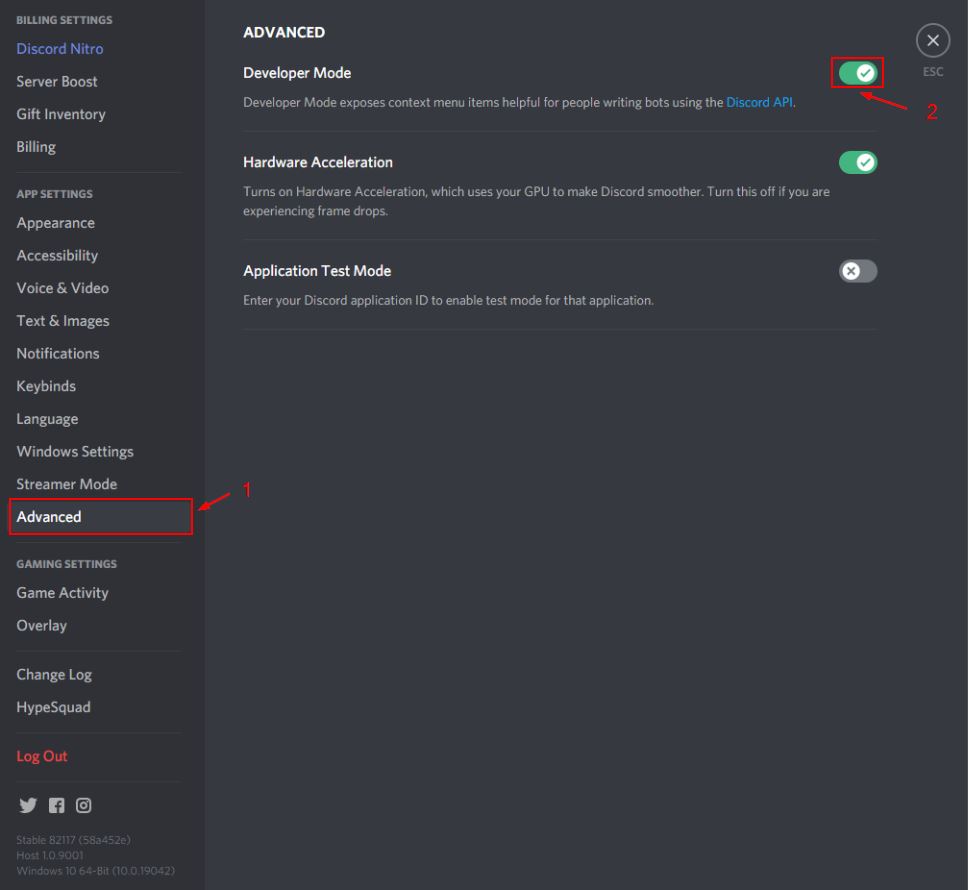 BILLING SETTINGS
Discord Nitro
Server Boost
Gift Inventory
Billing
APP SETTINGS
Appearance
Accessibility
Voice & Video
Text & Images
Notifications
Keybinds
Language
Windows Settings
Streamer Mode
Advanced
1
GAMING SETTINGS
Game Activity
Overlay
Change Log
HypeSquad
Log Out
Stable 82117 (58a452e)
Host 1.0.9001
Windows 10 64-Bit (10.0.19042)
ADVANCED
Developer Mode
Developer Mode exposes context menu items helpful for people writing bots using the Discord API.
2
Hardware Acceleration
Turns on Hardware Acceleration, which uses your GPU to make Discord smoother. Turn this off if you are
experiencing frame drops.
Application Test Mode
Enter your Discord application ID to enable test mode for that application.
ESC